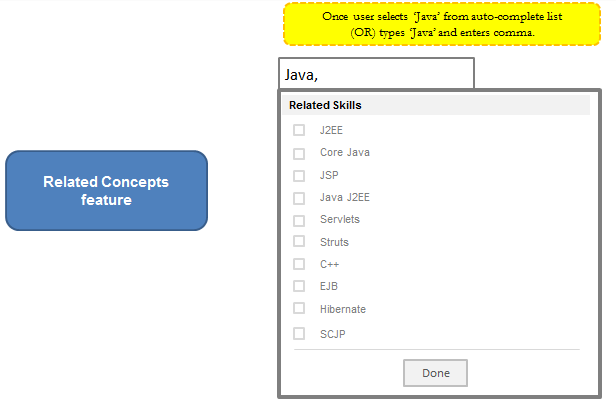 Once user selects ‘Java’ from auto-complete list
(OR) types ‘Java’ and enters comma.
Java,
Related Skills
J2EE
Core Java
JSP
Java J2EE
Servlets
Struts
C++
EJB
Hibernate
SCJP
Done
Related Concepts
feature